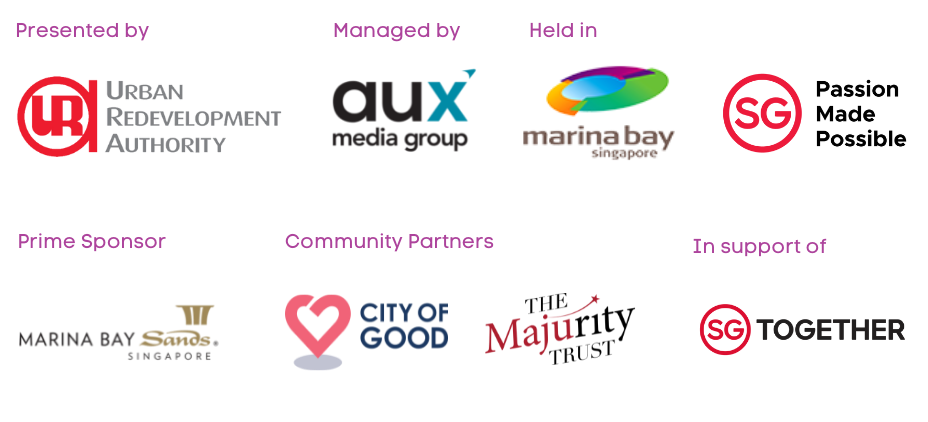 Presented by
Managed by
Held in
URBAN
REDEVELOPMENT
AUTHORITY
aux
media group
marina bay
singapore
SG
Passion
Made
Possible
Prime Sponsor
Community Partners
In support of
MARINA BAY Sands®
SINGAPORE
CITY OF
GOOD
THE
Majurity
TRUST
SG TOGETHER